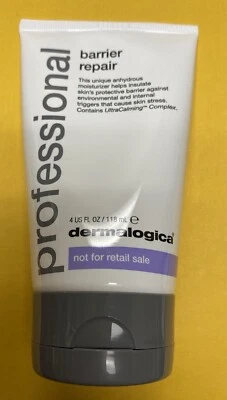 professional
barrier
repair
This unique anhydrous
moisturizer helps insulate
skin's protective barrier against
environmental and internal
triggers that cause skin stress.
Contains UltraCalming™ Complex.
4 US FL OZ / 118 mL ℮
dermalogica®
not for retail sale